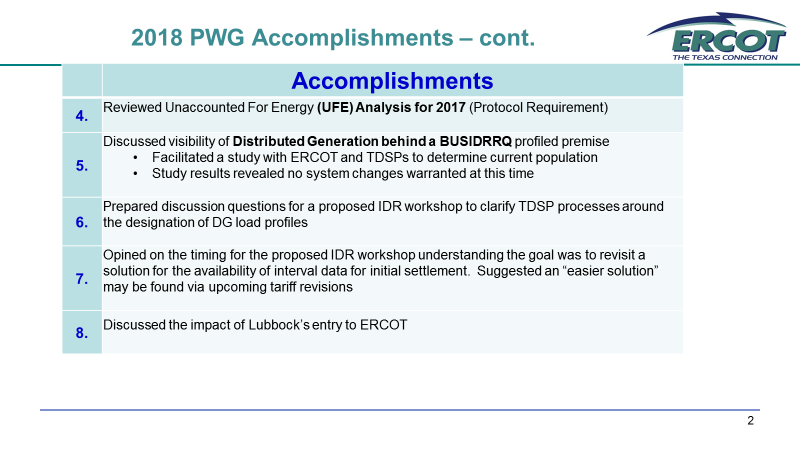 2018 PWG Accomplishments – cont.
ERCOT
THE TEXAS CONNECTION
Accomplishments
4.
Reviewed Unaccounted For Energy (UFE) Analysis for 2017 (Protocol Requirement)
5.
Discussed visibility of Distributed Generation behind a BUSIDRRQ profiled premise
• Facilitated a study with ERCOT and TDSPs to determine current population
• Study results revealed no system changes warranted at this time
6.
Prepared discussion questions for a proposed IDR workshop to clarify TDSP processes around
the designation of DG load profiles
7.
Opined on the timing for the proposed IDR workshop understanding the goal was to revisit a
solution for the availability of interval data for initial settlement.  Suggested an “easier solution”
may be found via upcoming tariff revisions
8.
Discussed the impact of Lubbock’s entry to ERCOT
2